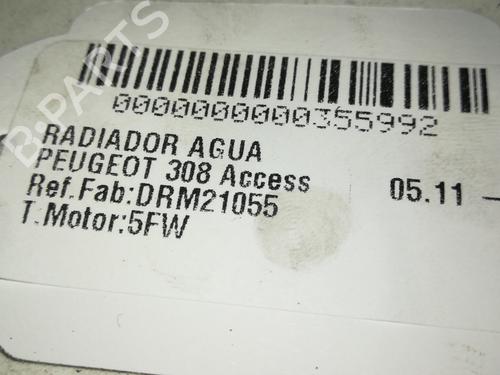 0000000000355992
RADIADOR AGUA
PEUGEOT 308 Access 05.11 -
Ref.Fab:DRM21055
T.Motor:5FW
B-PARTS